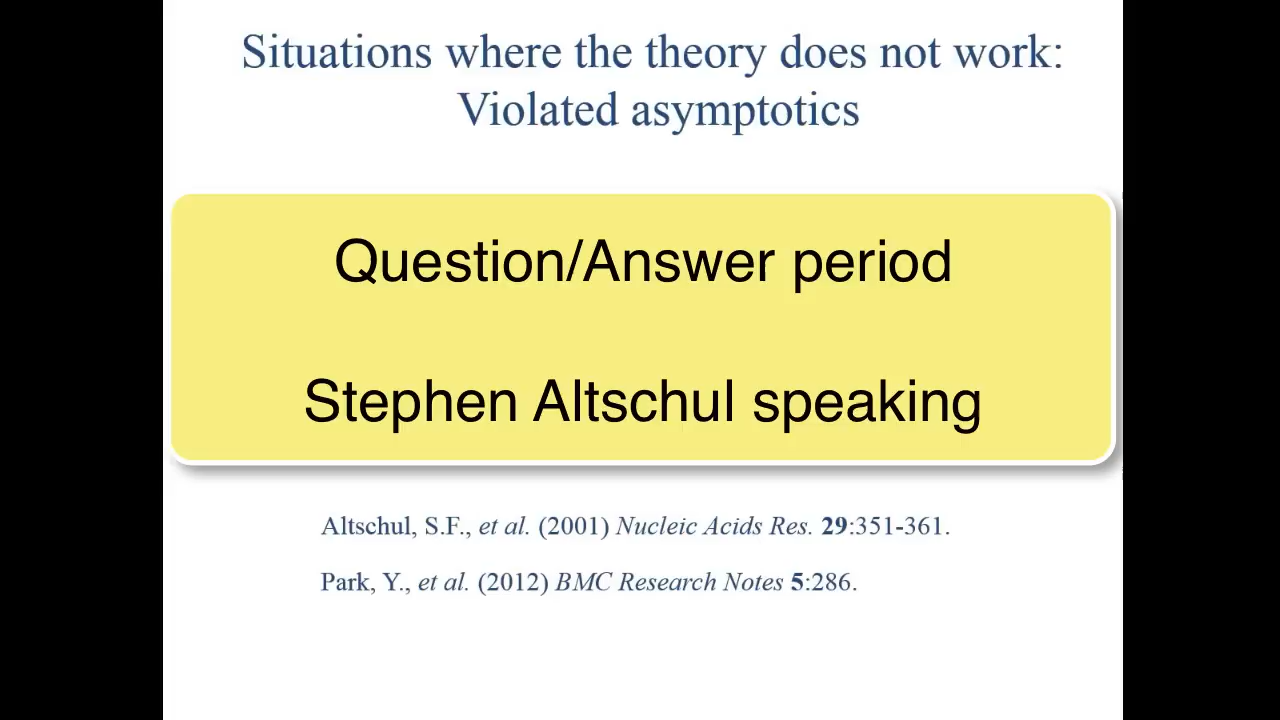 Situations where the theory does not work:
Violated asymptotics
Question/Answer period
Stephen Altschul speaking
Altschul, S.F., et al. (2001) Nucleic Acids Res. 29:351-361.
Park, Y., et al. (2012) BMC Research Notes 5:286.